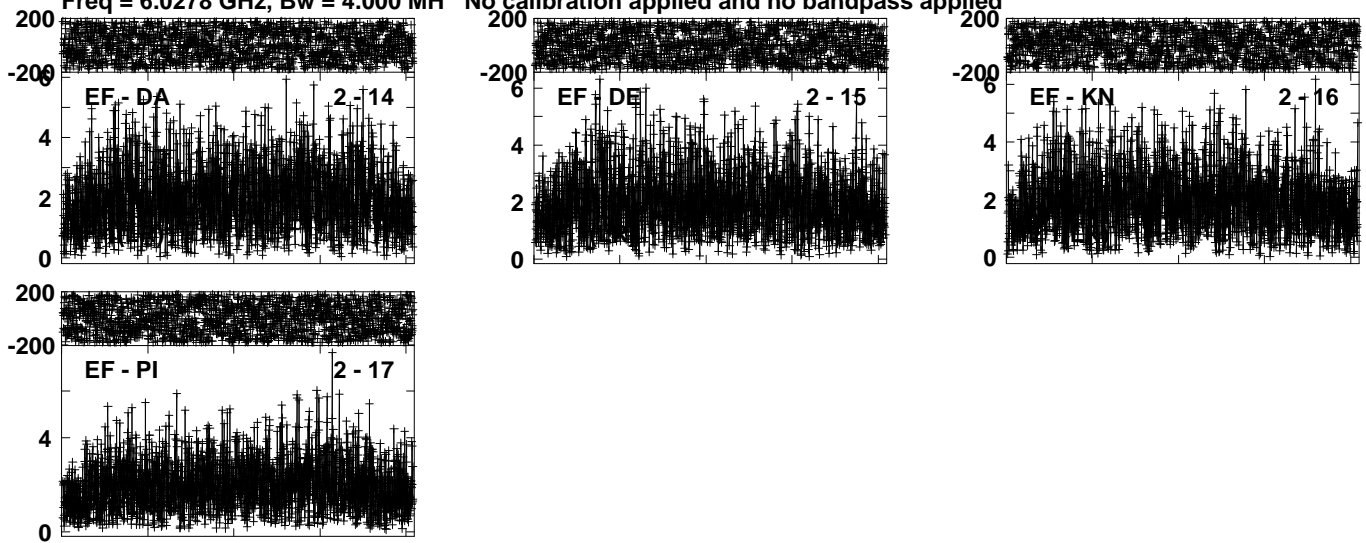 Freq = 6.0278 GHz, Bw = 4.000 MH No calibration applied and no bandpass applied
200 200 200
-200 -200 -200
6 6 6
EF - DA 2 - 14 EF - DE 2 - 15 EF - KN 2 - 16
4 4 4
2 2 2
0 0 0
200
-200
EF - PI 2 - 17
4
0